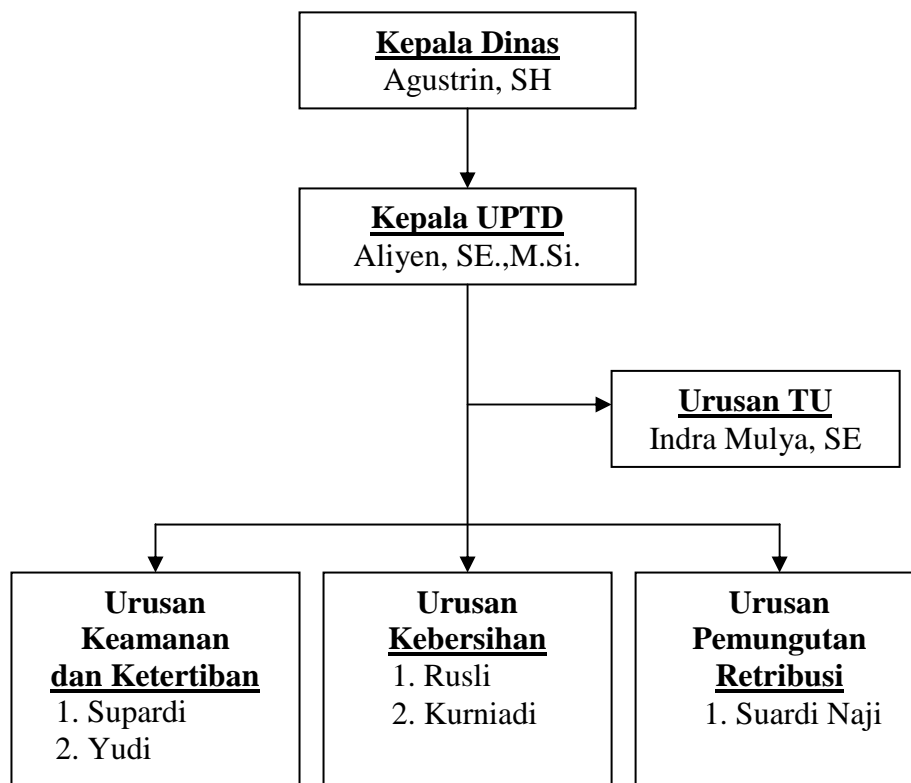 Kepala Dinas
Agustrin, SH
Kepala UPTD
Aliyen, SE.,M.Si.
Urusan TU
Indra Mulya, SE
Urusan
Keamanan
dan Ketertiban
1. Supardi
2. Yudi
Urusan
Kebersihan
1. Rusli
2. Kurniadi
Urusan
Pemungutan
Retribusi
1. Suardi Naji